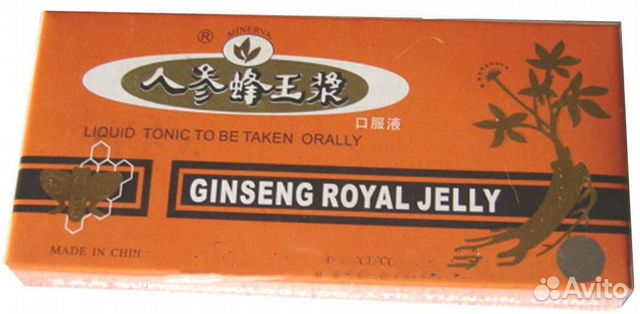 ® MINERVA
人参蜂王浆
口服液
LIQUID TONIC TO BE TAKEN ORALLY
GINSENG ROYAL JELLY
MADE IN CHIN
Avito